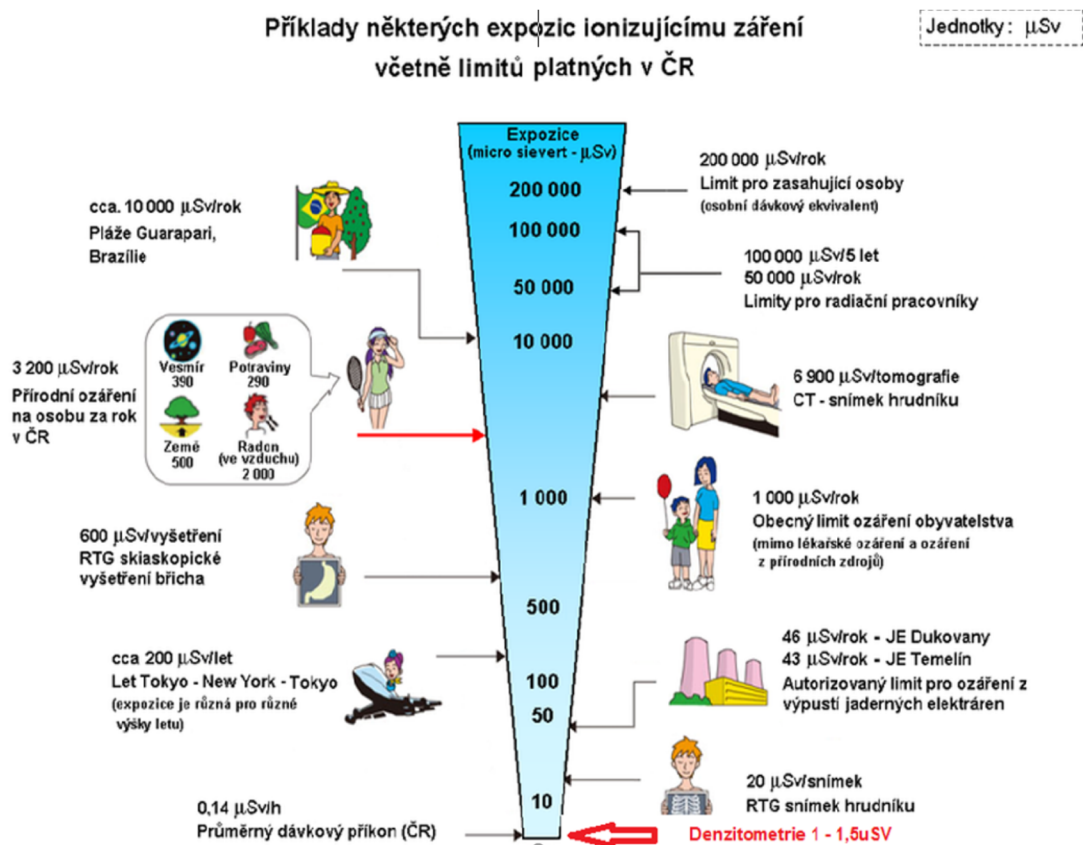 Příklady některých expozic ionizujícímu záření
včetně limitů platných v ČR
Jednotky: μSv
Expozice
(micro sievert - μSv)
200 000
100 000
50 000
10 000
1 000
500
100
50
10
cca. 10 000 μSv/rok
Pláže Guarapari,
Brazílie
3 200 μSv/rok
Přírodní ozáření
na osobu za rok
v ČR
Vesmír
390
Potraviny
290
Země
500
Radon
(ve vzduchu)
2 000
600 μSv/vyšetření
RTG skiaskopické
vyšetření břicha
cca 200 μSv/let
Let Tokyo - New York - Tokyo
(expozice je různá pro různé
výšky letu)
0,14 μSv/h
Průměrný dávkový příkon (ČR)
200 000 μSv/rok
Limit pro zasahující osoby
(osobní dávkový ekvivalent)
100 000 μSv/5 let
50 000 μSv/rok
Limity pro radiační pracovníky
6 900 μSv/tomografie
CT - snímek hrudníku
1 000 μSv/rok
Obecný limit ozáření obyvatelstva
(mimo lékařské ozáření a ozáření
z přírodních zdrojů)
46 μSv/rok - JE Dukovany
43 μSv/rok - JE Temelín
Autorizovaný limit pro ozáření z
výpustí jaderných elektráren
20 μSv/snímek
RTG snímek hrudníku
Denzitometrie 1 - 1,5uSV